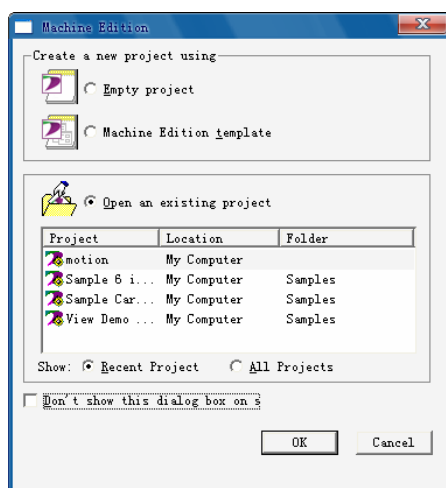 Machine Edition
Create a new project using
Empty project
Machine Edition template
Open an existing project
Project Location Folder
motion My Computer
Sample 6 i... My Computer Samples
Sample Car... My Computer Samples
View Demo ... My Computer Samples
Show: Recent Project All Projects
Don't show this dialog box on s
OK Cancel